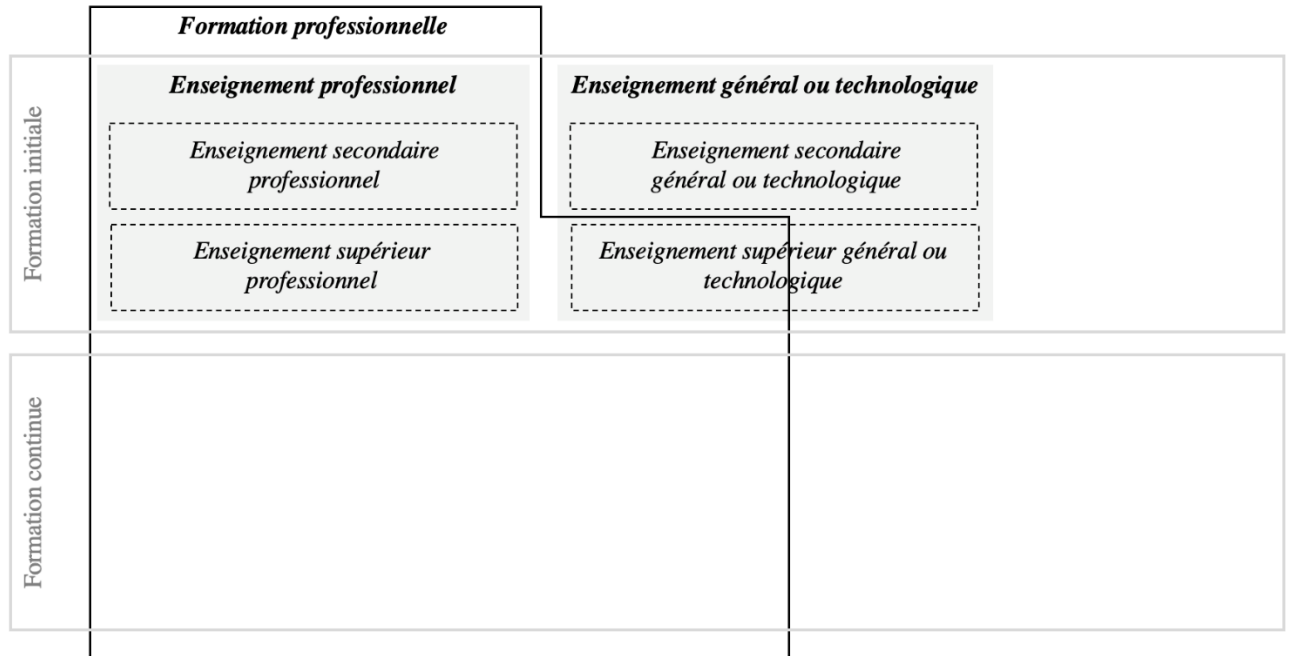 Formation professionnelle
Formation initiale
Enseignement professionnel
Enseignement secondaire
professionnel
Enseignement supérieur
professionnel
Enseignement général ou technologique
Enseignement secondaire
général ou technologique
Enseignement supérieur général ou
technologique
Formation continue